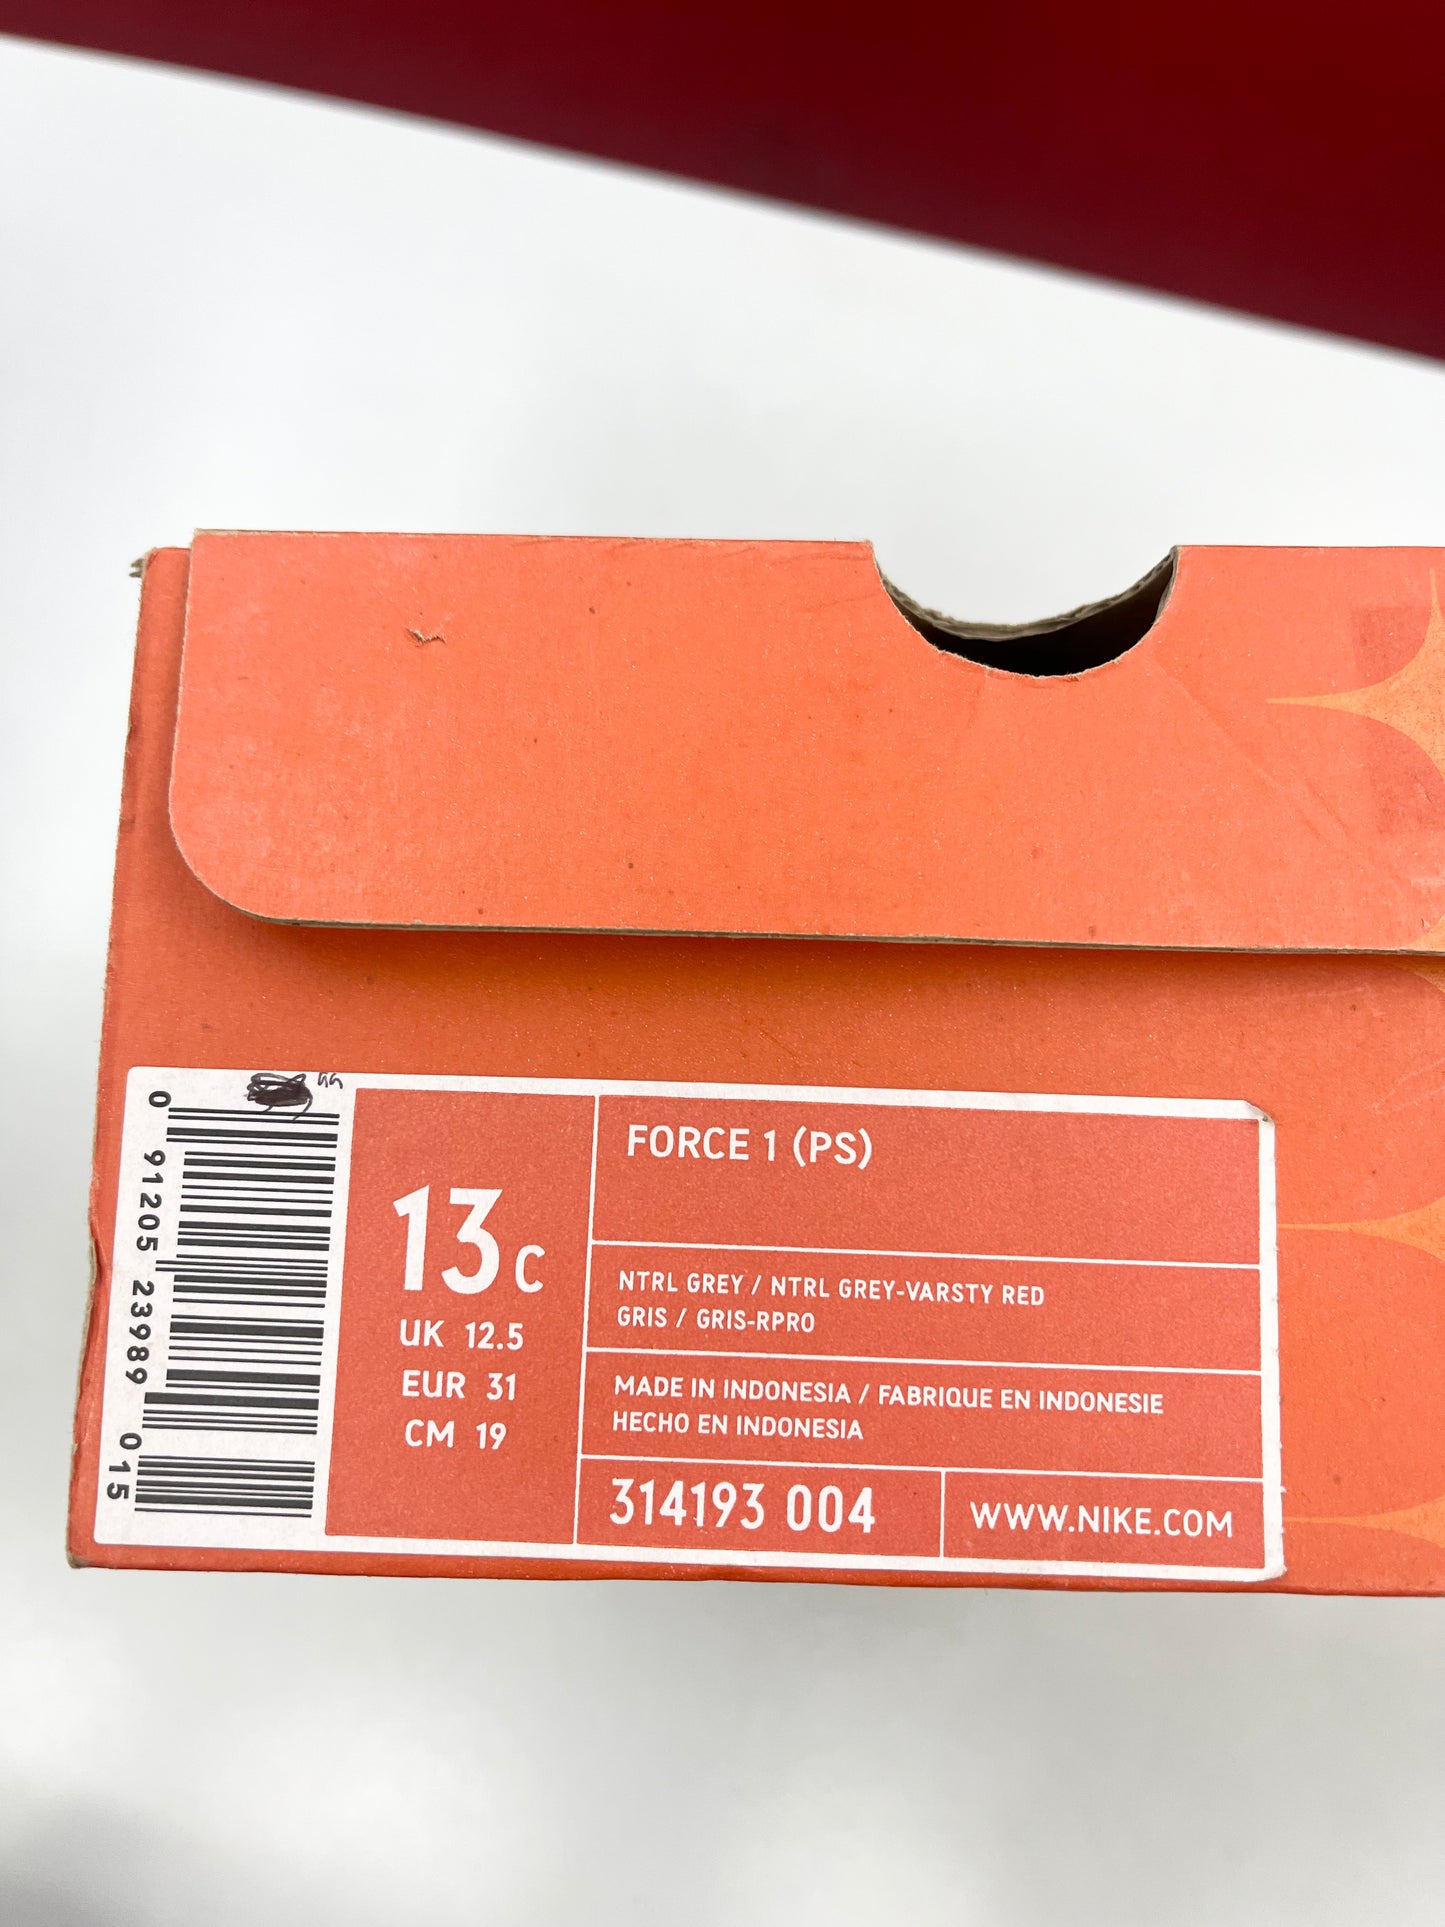 0 91205 23989 015
99
13C
UK 12.5
EUR 31
CM 19
FORCE 1 (PS)
NTRL GREY / NTRL GREY-VARSTY RED
GRIS / GRIS-RPRO
MADE IN INDONESIA / FABRIQUE EN INDONESIE
HECHO EN INDONESIA
314193 004
WWW.NIKE.COM